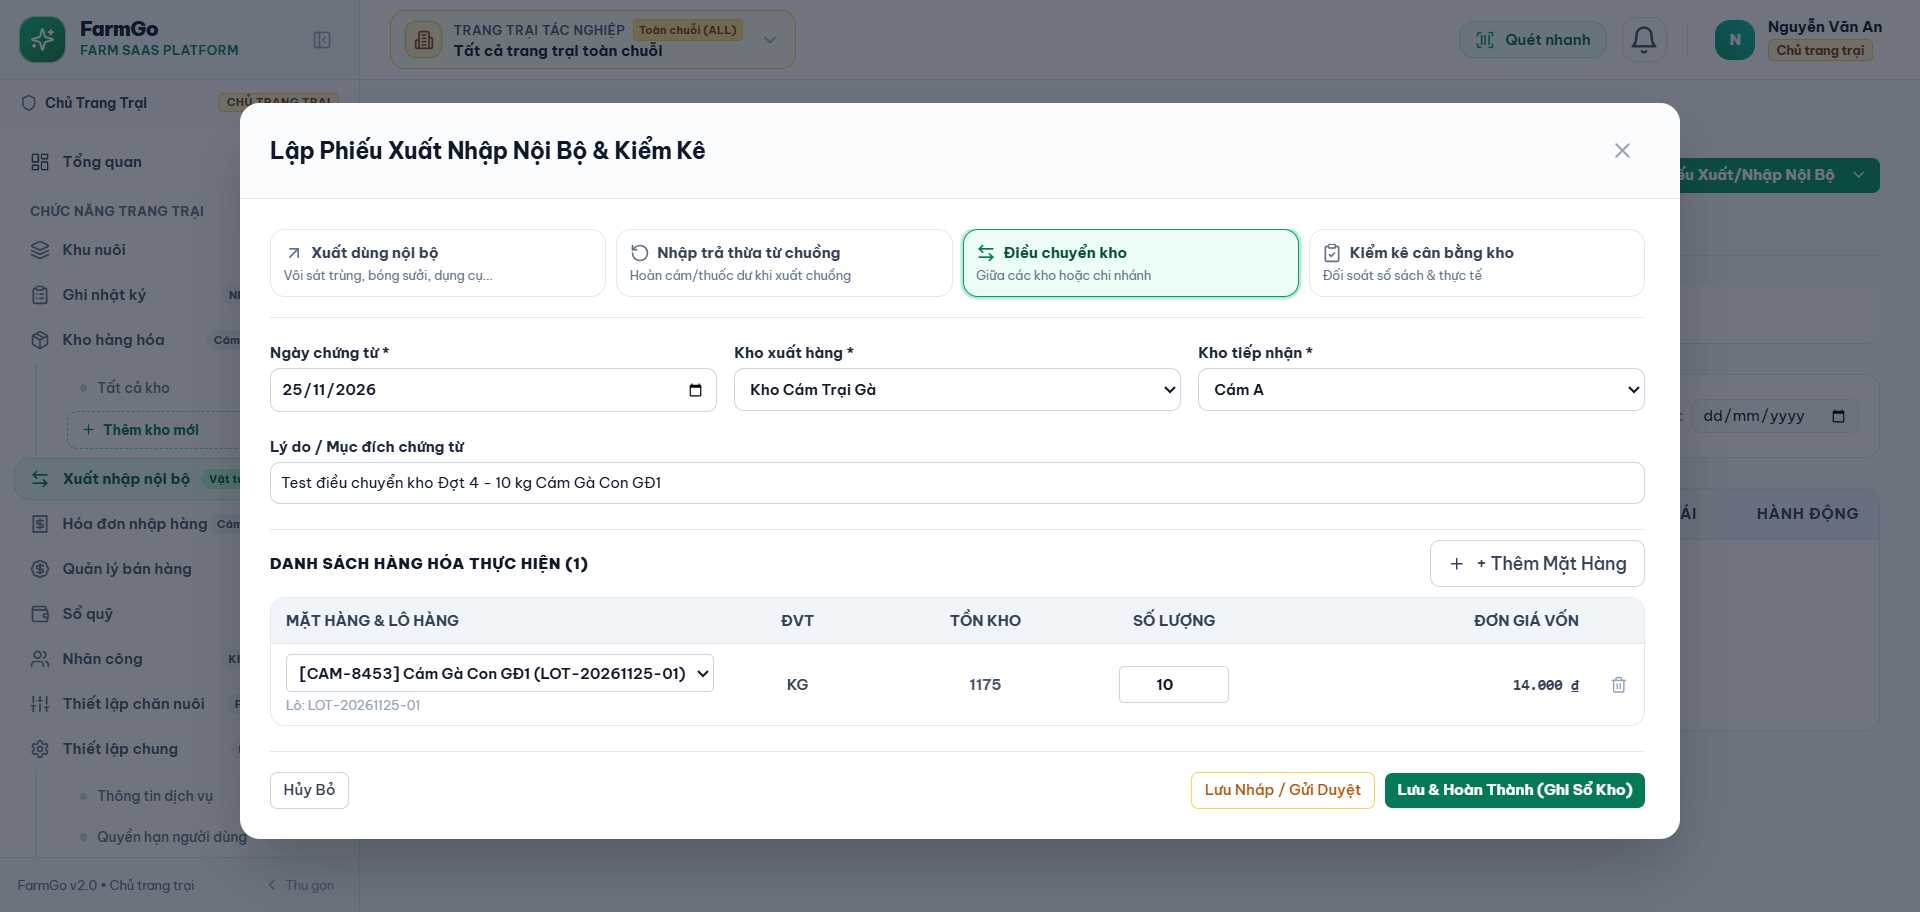 FarmGo
FARM SAAS PLATFORM
TRANG TRẠI TÁC NGHIỆP Toàn chuỗi (ALL)
Tất cả trang trại toàn chuỗi
Quét nhanh
N
Nguyễn Văn An
Chủ trang trại
Chủ Trang Trại
CHỦ TRANG TRẠI
Tổng quan
CHỨC NĂNG TRANG TRẠI
Khu nuôi
Ghi nhật ký
Kho hàng hóa
Cám
Tất cả kho
+ Thêm kho mới
Xuất nhập nội bộ
Hóa đơn nhập hàng
Cám
Quản lý bán hàng
Sổ quỹ
Nhân công
Thiết lập chăn nuôi
Thiết lập chung
Thông tin dịch vụ
Quyền hạn người dùng
FarmGo v2.0 • Chủ trang trại
Thu gọn
Xuất/Nhập Nội Bộ
dd/mm/yyyy
HÀNH ĐỘNG
Lập Phiếu Xuất Nhập Nội Bộ & Kiểm Kê
Xuất dùng nội bộ
Vôi sát trùng, bóng sưởi, dụng cụ...
Nhập trả thừa từ chuồng
Hoàn cám/thuốc dư khi xuất chuồng
Điều chuyển kho
Giữa các kho hoặc chi nhánh
Kiểm kê cân bằng kho
Đối soát sổ sách & thực tế
Ngày chứng từ *
25/11/2026
Kho xuất hàng *
Kho Cám Trại Gà
Kho tiếp nhận *
Cám A
Lý do / Mục đích chứng từ
Test điều chuyển kho Đợt 4 - 10 kg Cám Gà Con GĐ1
DANH SÁCH HÀNG HÓA THỰC HIỆN (1)
+ + Thêm Mặt Hàng
MẶT HÀNG & LÔ HÀNG ĐVT TỒN KHO SỐ LƯỢNG ĐƠN GIÁ VỐN
[CAM-8453] Cám Gà Con GĐ1 (LOT-20261125-01)
Lô: LOT-20261125-01
KG 1175 10 14.000 đ
Hủy Bỏ
Lưu Nháp / Gửi Duyệt
Lưu & Hoàn Thành (Ghi Sổ Kho)